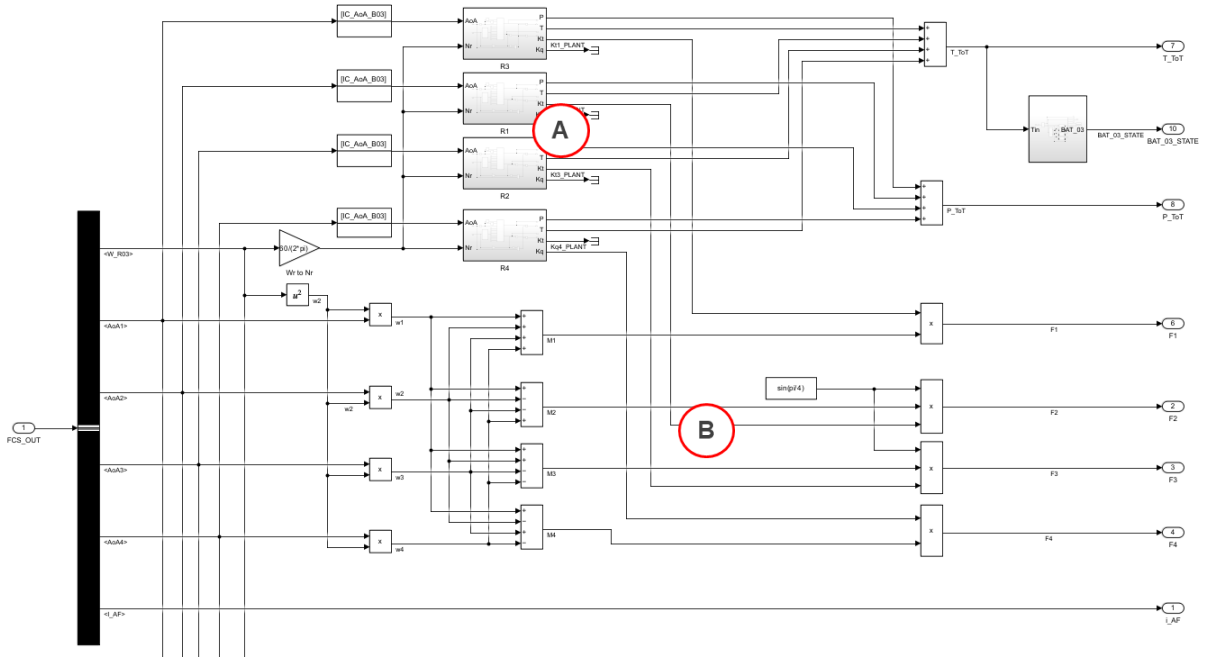 [IC_AoA_B03]
AoA
Nr
P
T
Kt
Kq
Kt1_PLANT
R3
[IC_AoA_B03]
AoA
Nr
P
T
Kt
R1
A
[IC_AoA_B03]
AoA
Nr
T
Kt
Kq
Kt3_PLANT
R2
[IC_AoA_B03]
AoA
Nr
P
T
Kt
Kq
Kq4_PLANT
R4
+
+
+
+
T_ToT
7
T_ToT
Tin
BAT_03
BAT_03_STATE
10
BAT_03_STATE
+
+
+
+
P_ToT
8
P_ToT
<W_R03>
60/(2*pi)
Wr to Nr
u²
w2
<AoA1>
x
w1
+
+
+
+
M1
x
F1
6
F1
<AoA2>
w2
x
w2
+
−
−
+
M2
sin(pi/4)
B
x
F2
2
F2
1
FCS_OUT
<AoA3>
x
w3
+
+
−
−
M3
x
F3
3
F3
<AoA4>
x
w4
+
−
+
−
M4
x
F4
4
F4
<I_AF>
1
i_AF